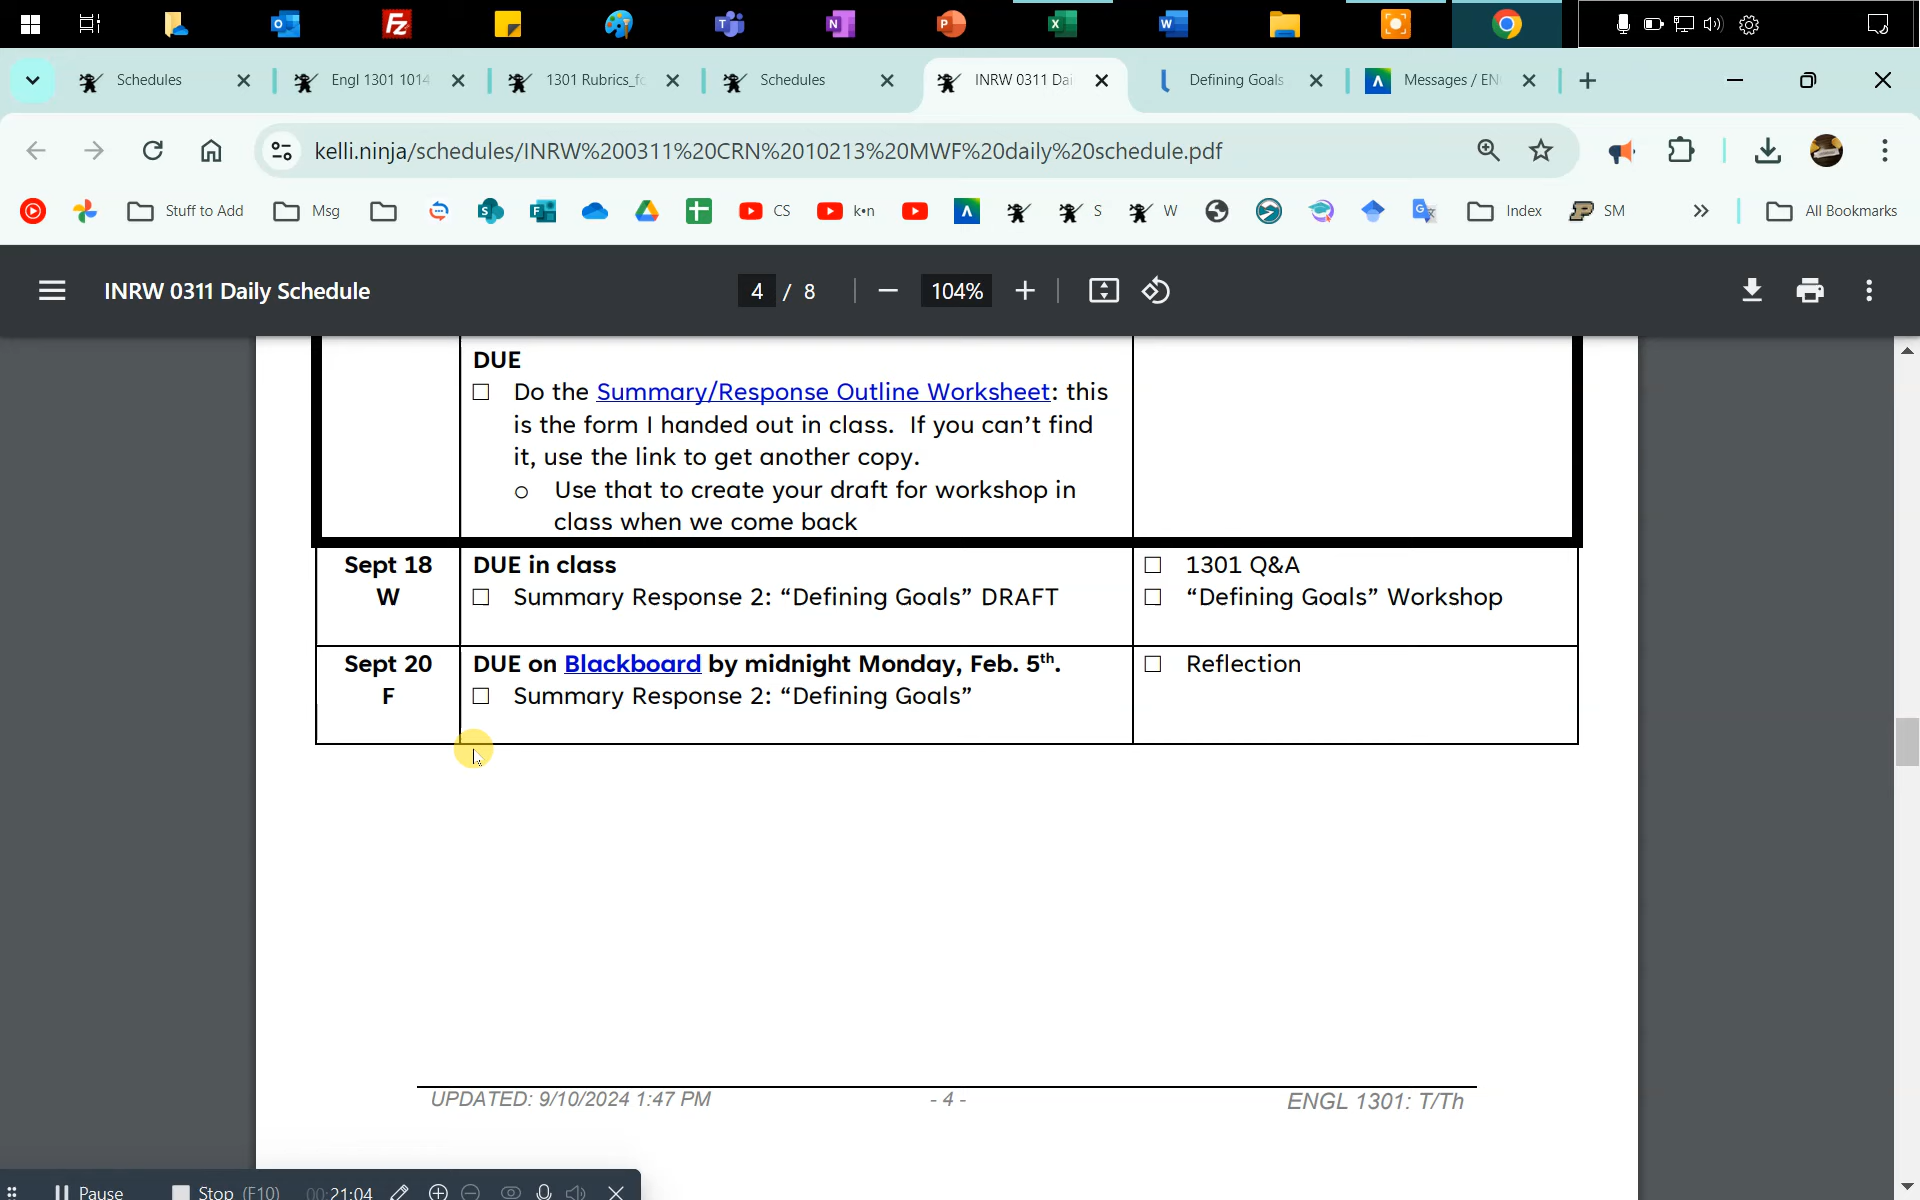 Schedules
Engl 1301 1014
1301 Rubrics_fo
Schedules
INRW 0311 Dai
Defining Goals
Messages / EN
kelli.ninja/schedules/INRW%200311%20CRN%2010213%20MWF%20daily%20schedule.pdf
Stuff to Add
Msg
CS
k•n
S
W
Index
SM
»
All Bookmarks
INRW 0311 Daily Schedule
4 / 8
104%
DUE
☐ Do the Summary/Response Outline Worksheet: this
is the form I handed out in class. If you can’t find
it, use the link to get another copy.
o Use that to create your draft for workshop in
class when we come back
Sept 18
W
DUE in class
☐ Summary Response 2: “Defining Goals” DRAFT
☐ 1301 Q&A
☐ “Defining Goals” Workshop
Sept 20
F
DUE on Blackboard by midnight Monday, Feb. 5th.
☐ Summary Response 2: “Defining Goals”
☐ Reflection
UPDATED: 9/10/2024 1:47 PM
- 4 -
ENGL 1301: T/Th
Pause
Stop (F10)
00:21:04